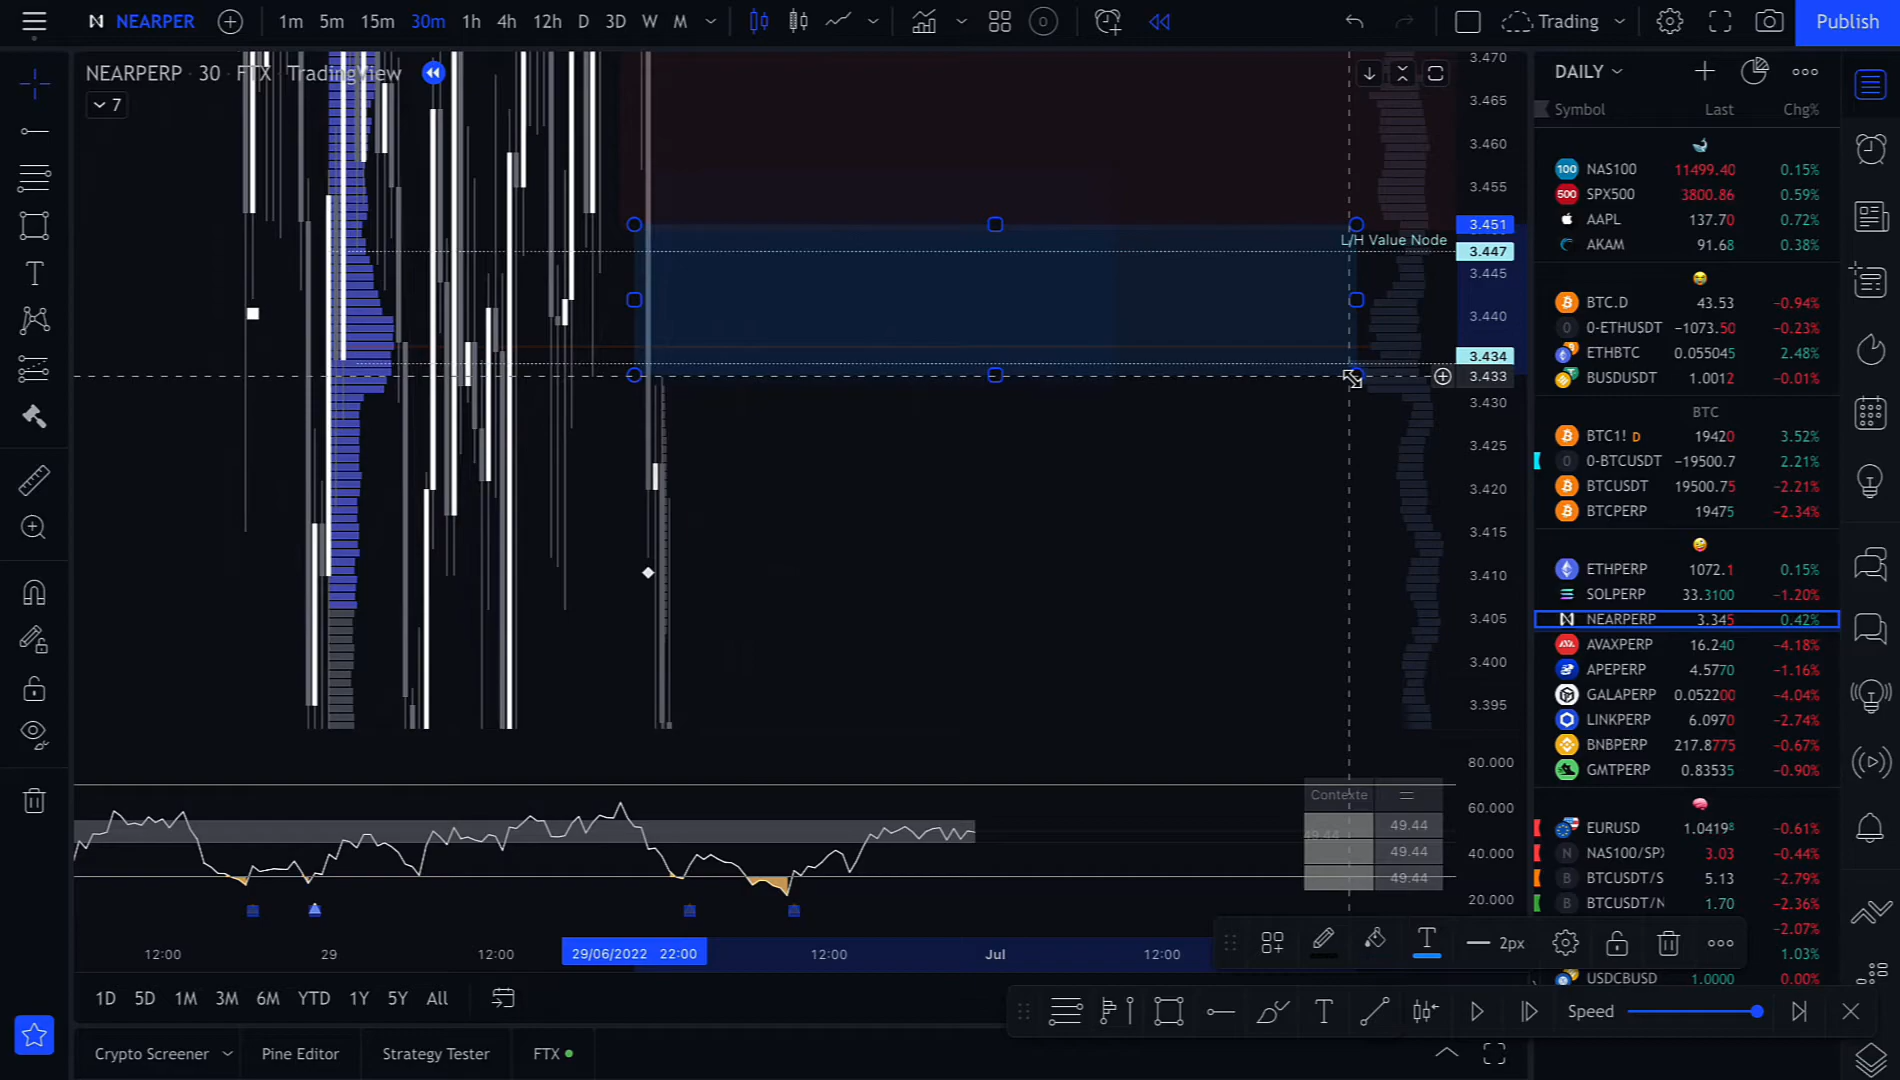 NEARPER
1m 5m 15m 30m 1h 4h 12h D 3D W M
Trading
Publish
NEARPERP · 30 · FTX TradingView
7
3.470
3.465
3.460
3.455
3.451
L/H Value Node
3.447
3.445
3.440
3.434
3.433
3.430
3.425
3.420
3.415
3.410
3.405
3.400
3.395
80.000
60.000
40.000
20.000
Contexte
49.44 49.44
49.44
49.44
12:00 29 12:00 29/06/2022 22:00 12:00 Jul 12:00
2px
1D 5D 1M 3M 6M YTD 1Y 5Y All
Speed
Crypto Screener Pine Editor Strategy Tester FTX
DAILY
Symbol Last Chg%
100 NAS100 11499.40 0.15%
500 SPX500 3800.86 0.59%
AAPL 137.70 0.72%
AKAM 91.68 0.38%
BTC.D 43.53 −0.94%
0 0-ETHUSDT −1073.50 −0.23%
ETHBTC 0.055045 2.48%
BUSDUSDT 1.0012 −0.01%
BTC
BTC1! D 19420 3.52%
0 0-BTCUSDT −19500.7 2.21%
BTCUSDT 19500.75 −2.21%
BTCPERP 19475 −2.34%
ETHPERP 1072.1 0.15%
SOLPERP 33.3100 −1.20%
NEARPERP 3.345 0.42%
AVAXPERP 16.240 −4.18%
APEPERP 4.5770 −1.16%
GALAPERP 0.052200 −4.04%
LINKPERP 6.0970 −2.74%
BNBPERP 217.8775 −0.67%
GMTPERP 0.83535 −0.90%
EURUSD 1.04198 −0.61%
N NAS100/SP 3.03 −0.44%
B BTCUSDT/S 5.13 −2.79%
B BTCUSDT/N 1.70 −2.36%
−2.07%
1.03%
USDCBUSD 1.0000 0.00%